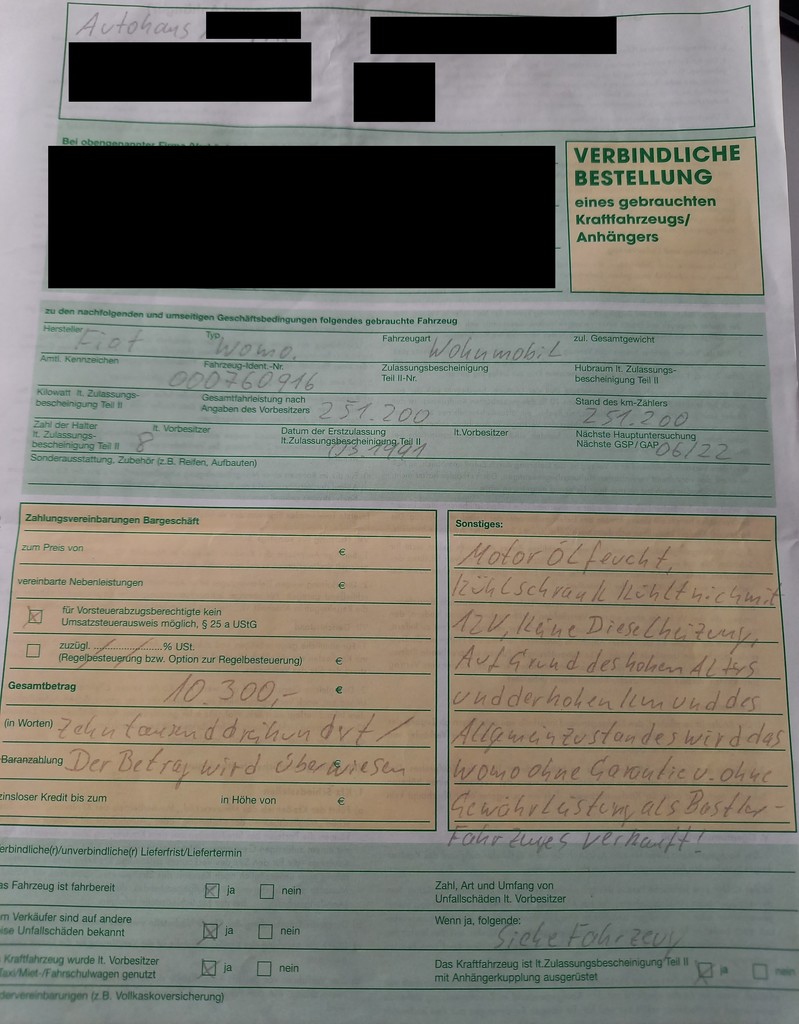 Autohaus
Bei obengenannter Firma
VERBINDLICHE
BESTELLUNG
eines gebrauchten
Kraftfahrzeugs/
Anhängers
zu den nachfolgenden und umseitigen Geschäftsbedingungen folgendes gebrauchte Fahrzeug
Hersteller Fiat Typ, Womo. Fahrzeugart Wohnmobil zul. Gesamtgewicht
Amtl. Kennzeichen Fahrzeug-Ident.-Nr. 000760916 Zulassungsbescheinigung Teil II-Nr. Hubraum lt. Zulassungs-
bescheinigung Teil II
Kilowatt lt. Zulassungs-
bescheinigung Teil II
Gesamtfahrleistung nach
Angaben des Vorbesitzers 251.200
Stand des km-Zählers
251.200
Zahl der Halter
lt. Zulassungs-
bescheinigung Teil II 8
lt. Vorbesitzer
Datum der Erstzulassung
lt.Zulassungsbescheinigung Teil II
1991
lt.Vorbesitzer
Nächste Hauptuntersuchung
Nächste GSP/GAP 06/22
Sonderausstattung, Zubehör (z.B. Reifen, Aufbauten)
Zahlungsvereinbarungen Bargeschäft
zum Preis von €
vereinbarte Nebenleistungen €
für Vorsteuerabzugsberechtigte kein
Umsatzsteuerausweis möglich, § 25 a UStG
zuzügl. ....................% USt.
(Regelbesteuerung bzw. Option zur Regelbesteuerung) €
Gesamtbetrag 10.300,- €
(in Worten) Zehntausenddreihundert /
Baranzahlung Der Betrag wird überwiesen €
zinsloser Kredit bis zum in Höhe von €
Sonstiges:
Motor Ölfeucht,
Kühlschrank kühlt nich mit
12V, keine Dieselheizung,
Auf Grund des hohen Alters
und der hohen km und des
Allgemeinzustandes wird das
Womo ohne Garantie u. ohne
Gewährleistung als Bastler-
Fahrzeuges verkauft!
erbindliche(r)/unverbindliche(r) Lieferfrist/Liefertermin
as Fahrzeug ist fahrbereit ja nein
m Verkäufer sind auf andere
ise Unfallschäden bekannt ja nein
Kraftfahrzeug wurde lt. Vorbesitzer
Taxi/Miet-/Fahrschulwagen genutzt ja nein
Zahl, Art und Umfang von
Unfallschäden lt. Vorbesitzer
Wenn ja, folgende:
Siehe Fahrzeug
Das Kraftfahrzeug ist lt.Zulassungsbescheinigung Teil II
mit Anhängerkupplung ausgerüstet ja nein
dervereinbarungen (z.B. Vollkaskoversicherung)